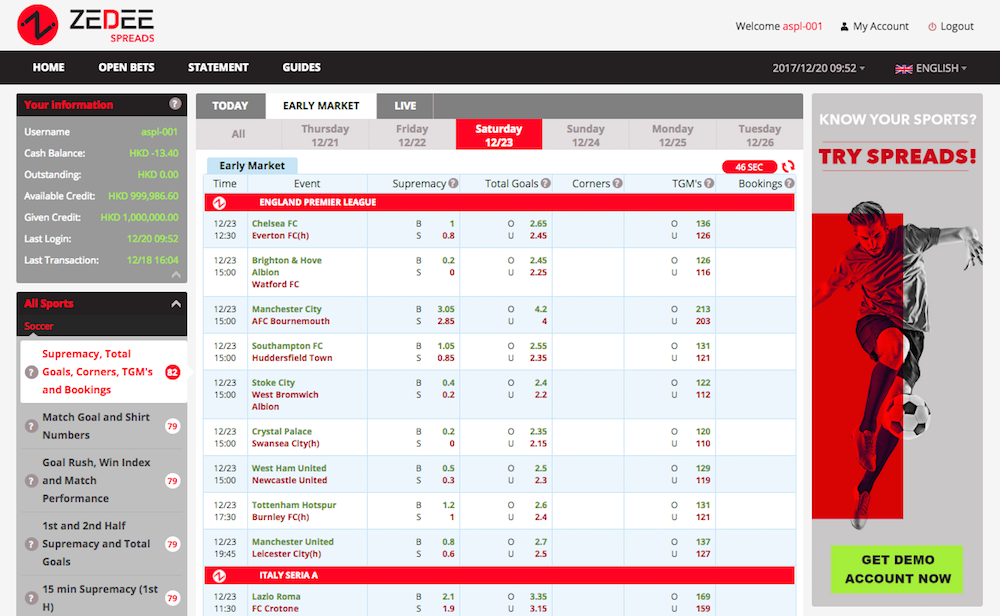 ZEDEE
SPREADS
Welcome aspl-001 My Account Logout
HOME OPEN BETS STATEMENT GUIDES 2017/12/20 09:52 ENGLISH
Your Information ?
Username aspl-001
Cash Balance: HKD -13.40
Outstanding: HKD 0.00
Available Credit: HKD 999,986.60
Given Credit: HKD 1,000,000.00
Last Login: 12/20 09:52
Last Transaction: 12/18 16:04
All Sports
Soccer
Supremacy, Total
? Goals, Corners, TGM's 82
and Bookings
Match Goal and Shirt
? Numbers 79
Goal Rush, Win Index
? and Match 79
Performance
1st and 2nd Half
? Supremacy and Total 79
Goals
? 15 min Supremacy (1st 79
H)
TODAY EARLY MARKET LIVE
All Thursday Friday Saturday Sunday Monday Tuesday
12/21 12/22 12/23 12/24 12/25 12/26
Early Market 46 SEC
Time Event Supremacy ? Total Goals ? Corners ? TGM's ? Bookings ?
ENGLAND PREMIER LEAGUE
12/23 Chelsea FC B 1 O 2.65 O 136
12:30 Everton FC(h) S 0.8 U 2.45 U 126
12/23 Brighton & Hove B 0.2 O 2.45 O 126
15:00 Albion S 0 U 2.25 U 116
Watford FC
12/23 Manchester City B 3.05 O 4.2 O 213
15:00 AFC Bournemouth S 2.85 U 4 U 203
12/23 Southampton FC B 1.05 O 2.55 O 131
15:00 Huddersfield Town S 0.85 U 2.35 U 121
12/23 Stoke City B 0.4 O 2.4 O 122
15:00 West Bromwich S 0.2 U 2.2 U 112
Albion
12/23 Crystal Palace B 0.2 O 2.35 O 120
15:00 Swansea City(h) S 0 U 2.15 U 110
12/23 West Ham United B 0.5 O 2.5 O 129
15:00 Newcastle United S 0.3 U 2.3 U 119
12/23 Tottenham Hotspur B 1.2 O 2.6 O 131
17:30 Burnley FC(h) S 1 U 2.4 U 121
12/23 Manchester United B 0.8 O 2.7 O 137
19:45 Leicester City(h) S 0.6 U 2.5 U 127
ITALY SERIA A
12/23 Lazio Roma B 2.1 O 3.35 O 169
11:30 FC Crotone S 1.9 U 3.15 U 159
KNOW YOUR SPORTS?
TRY SPREADS!
GET DEMO
ACCOUNT NOW